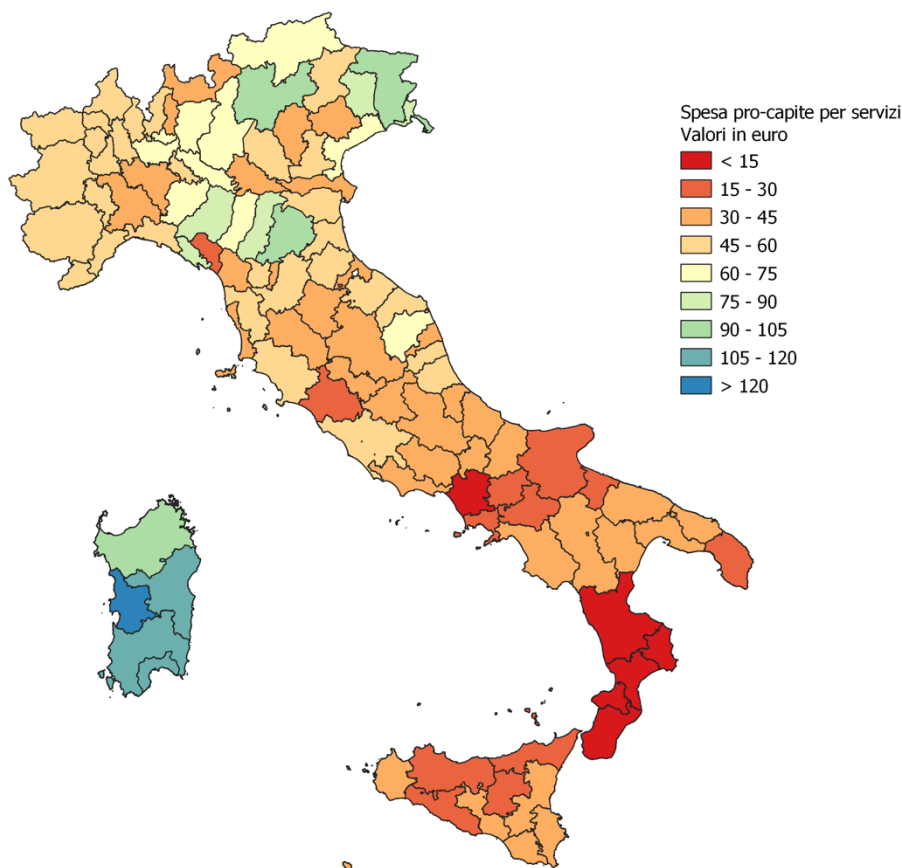 Spesa pro-capite per servizi
Valori in euro
< 15
15 - 30
30 - 45
45 - 60
60 - 75
75 - 90
90 - 105
105 - 120
> 120